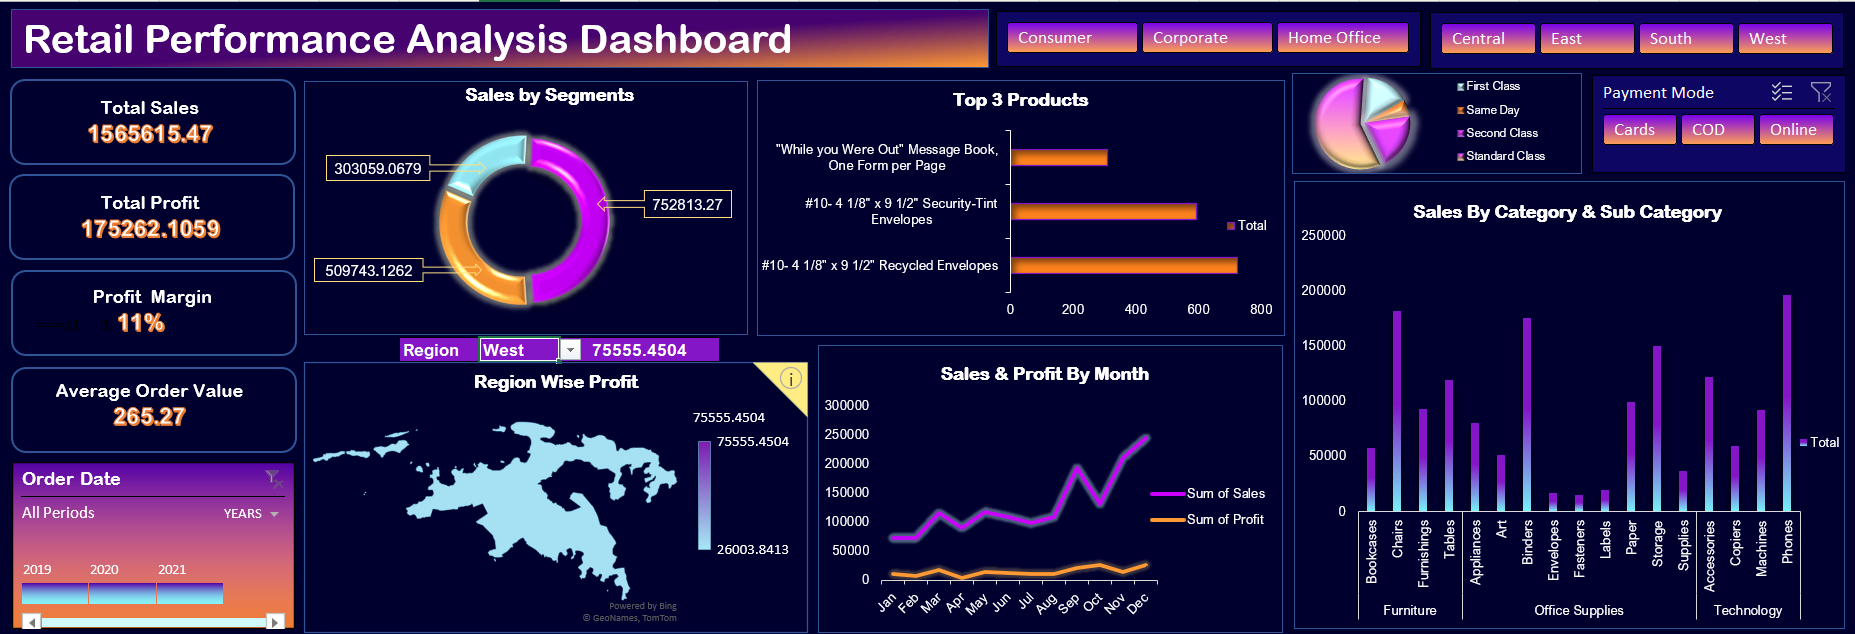 Retail Performance Analysis Dashboard
Consumer
Corporate
Home Office
Central
East
South
West
Total Sales
1565615.47
Total Profit
175262.1059
Profit Margin
11%
Average Order Value
265.27
Order Date
All Periods
YEARS
2019
2020
2021
Sales by Segments
303059.0679
752813.27
509743.1262
Top 3 Products
"While you Were Out" Message Book,
One Form per Page
#10- 4 1/8" x 9 1/2" Security-Tint
Envelopes
#10- 4 1/8" x 9 1/2" Recycled Envelopes
0
200
400
600
800
Total
First Class
Same Day
Second Class
Standard Class
Payment Mode
Cards
COD
Online
Region
West
75555.4504
Region Wise Profit
75555.4504
75555.4504
26003.8413
Powered by Bing
© GeoNames, TomTom
Sales & Profit By Month
300000
250000
200000
150000
100000
50000
0
Jan
Feb
Mar
Apr
May
Jun
Jul
Aug
Sep
Oct
Nov
Dec
Sum of Sales
Sum of Profit
Sales By Category & Sub Category
250000
200000
150000
100000
50000
0
Bookcases
Chairs
Furnishings
Tables
Appliances
Art
Binders
Envelopes
Fasteners
Labels
Paper
Storage
Supplies
Accessories
Copiers
Machines
Phones
Furniture
Office Supplies
Technology
Total